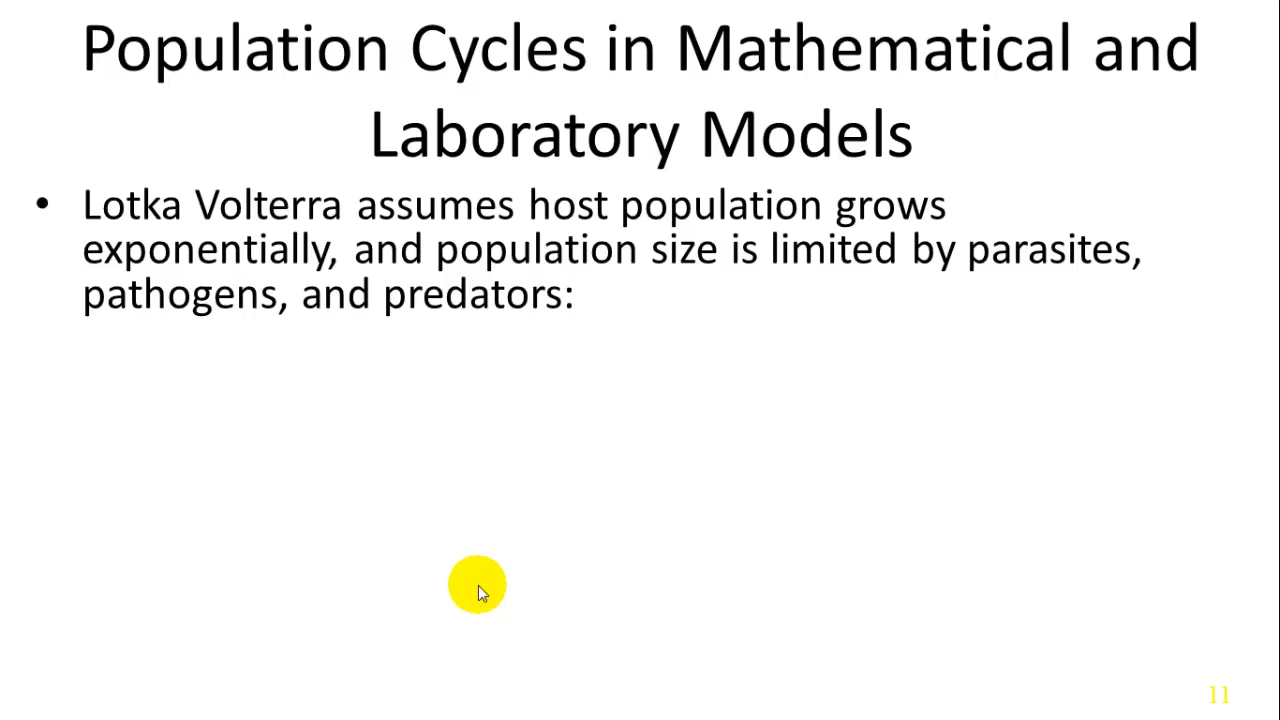 Population Cycles in Mathematical and
Laboratory Models
• Lotka Volterra assumes host population grows
exponentially, and population size is limited by parasites,
pathogens, and predators:
11